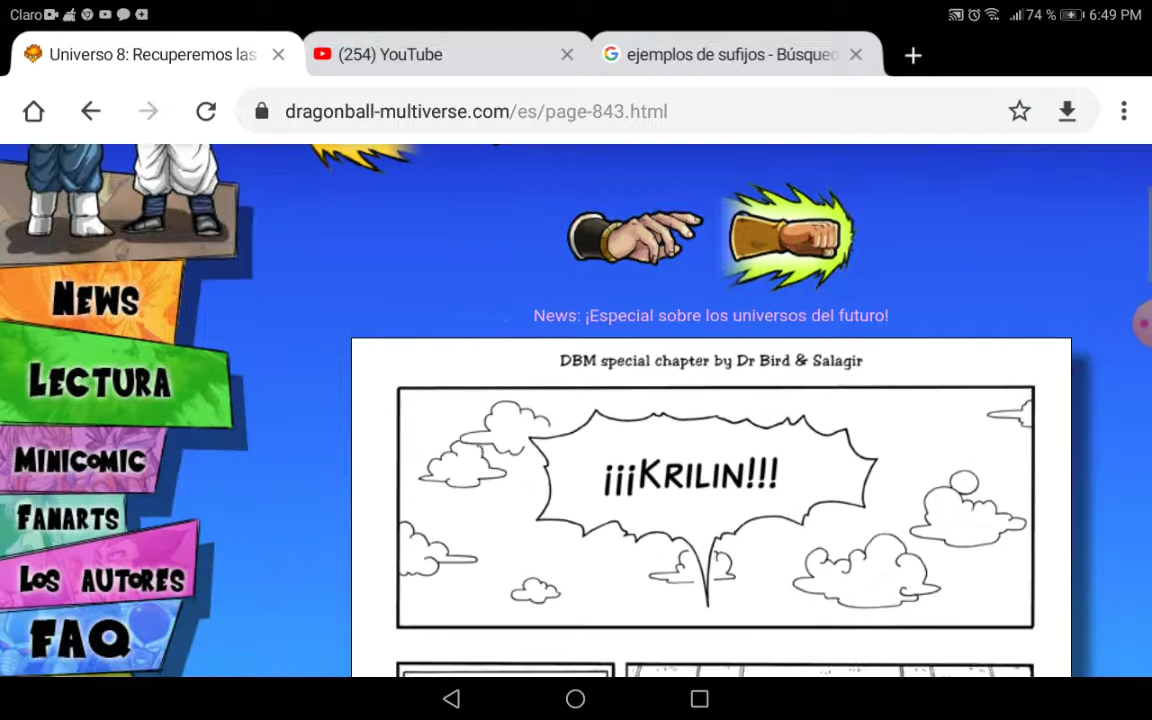 Claro
74 %
6:49 PM
Universo 8: Recuperemos las
(254) YouTube
ejemplos de sufijos - Búsqued
dragonball-multiverse.com/es/page-843.html
NEWS
LECTURA
MINICOMIC
FANARTS
LOS AUTORES
FAQ
News: ¡Especial sobre los universos del futuro!
DBM special chapter by Dr Bird & Salagir
¡¡¡KRILIN!!!